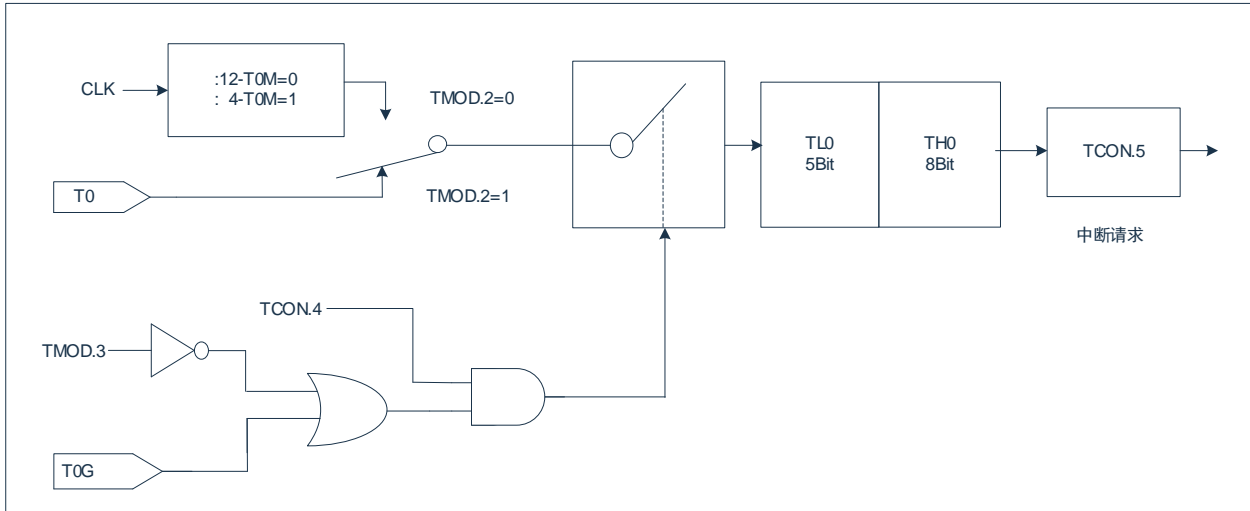 CLK
:12-T0M=0
: 4-T0M=1
TMOD.2=0
T0
TMOD.2=1
TL0
5Bit
TH0
8Bit
TCON.5
中断请求
TCON.4
TMOD.3
T0G